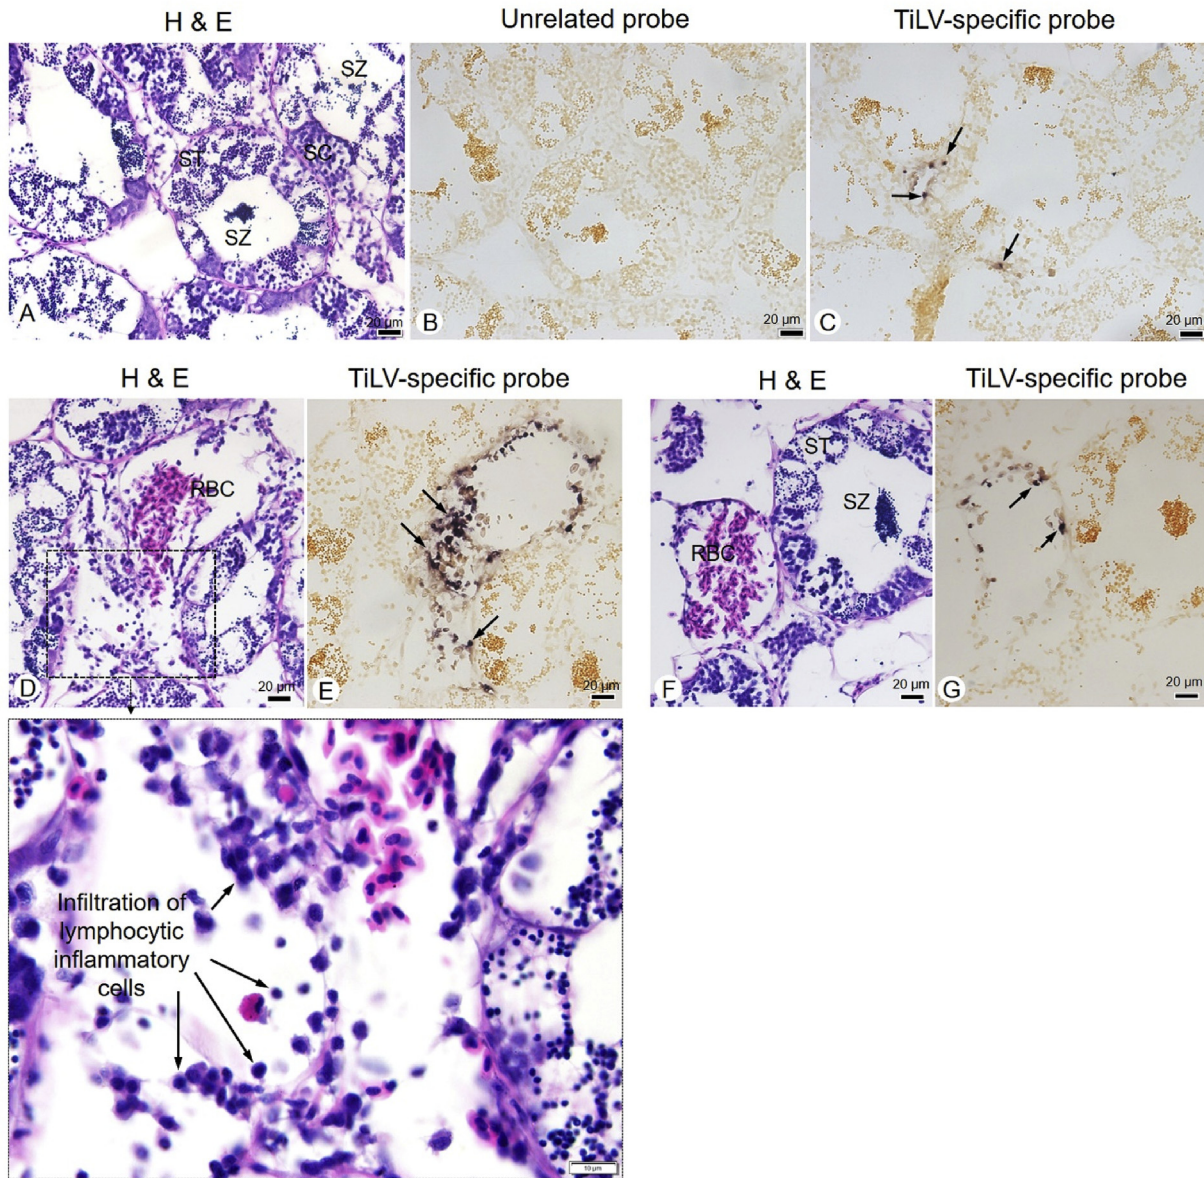 H & E
Unrelated probe
TiLV-specific probe
SZ
ST
SC
SZ
A
20 µm
B
20 µm
C
20 µm
H & E
TiLV-specific probe
H & E
TiLV-specific probe
RBC
D
20 µm
E
20 µm
ST
SZ
RBC
F
20 µm
G
20 µm
Infiltration of
lymphocytic
inflammatory
cells
10 µm